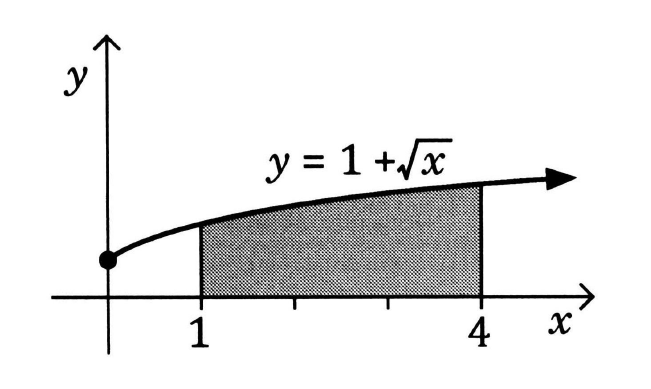 y
y = 1 +√x
1
4
x